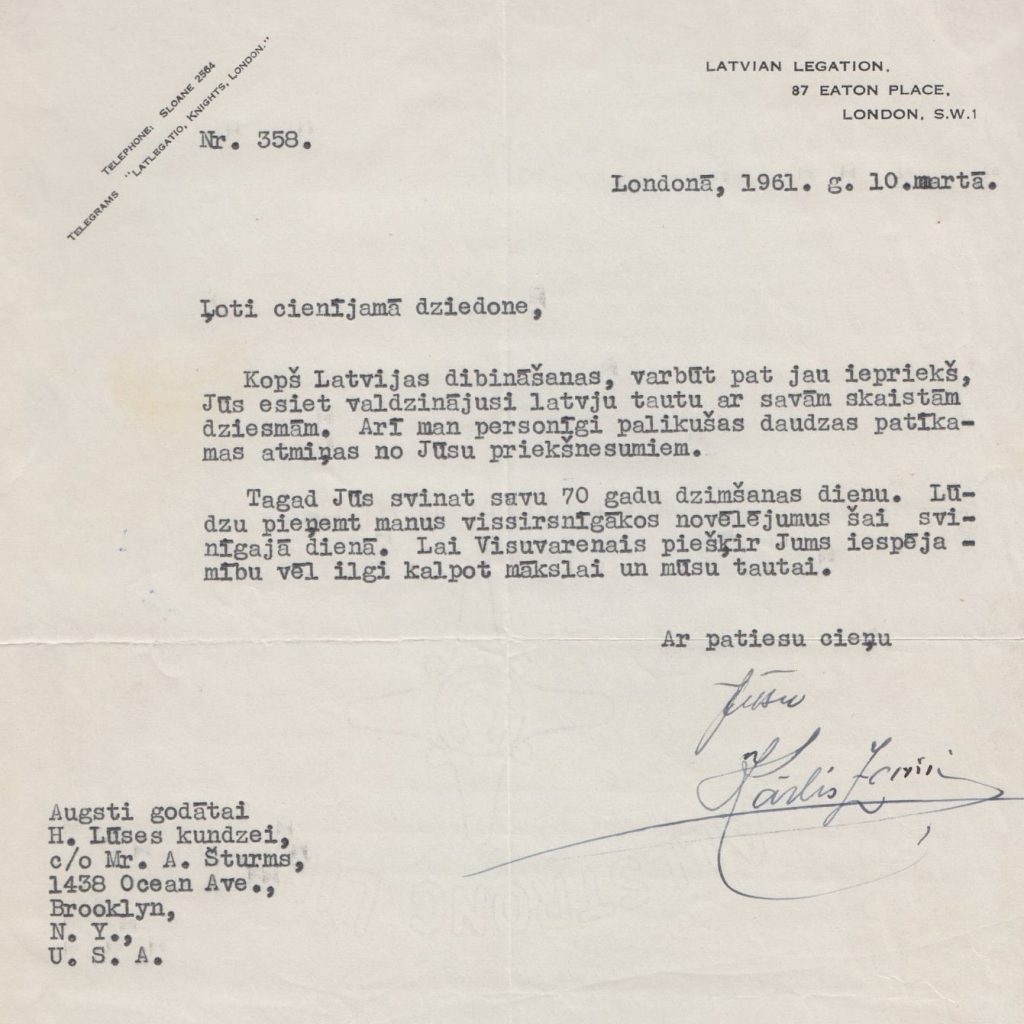 TELEPHONE: SLOANE 2564
TELEGRAMS "LATLEGATIO, KNIGHTS, LONDON."
LATVIAN LEGATION,
87 EATON PLACE,
LONDON, S.W.1
Nr. 358.
Londonā, 1961. g. 10.martā.
Ļoti cienījamā dziedone,
Kopš Latvijas dibināšanas, varbūt pat jau iepriekš,
Jūs esiet valdzinājusi latvju tautu ar savām skaistām
dziesmām. Arī man personīgi palikušas daudzas patīka-
mas atmiņas no Jūsu priekšnesumiem.
Tagad Jūs svinat savu 70 gadu dzimšanas dienu. Lū-
dzu pieņemt manus vissirsnīgākos novēlējumus šai svi-
nīgajā dienā. Lai Visuvarenais piešķir Jums iespēja -
mību vēl ilgi kalpot mākslai un mūsu tautai.
Ar patiesu cieņu
Jūsu
Kārlis Zariņš
Augsti godātai
H. Lūses kundzei,
c/o Mr. A. Šturms,
1438 Ocean Ave.,
Brooklyn,
N. Y.,
U. S. A.